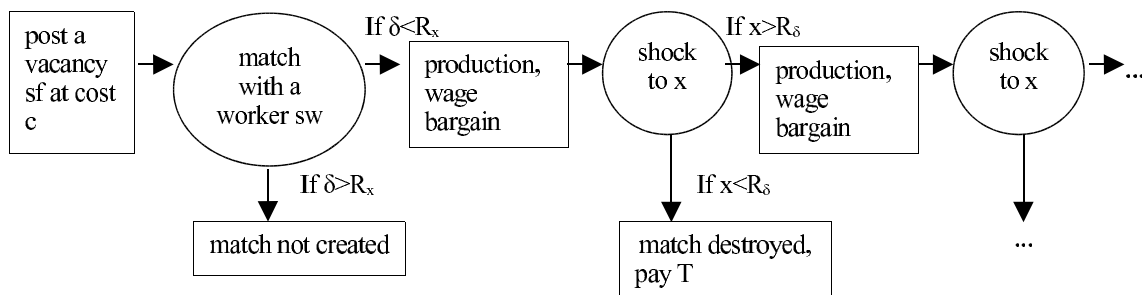 post a
vacancy
sf at cost
c
match
with a
worker sw
If δ<Rₓ
production,
wage
bargain
shock
to x
If x>Rδ
production,
wage
bargain
shock
to x
...
If δ>Rₓ
match not created
If x<Rδ
match destroyed,
pay T
...